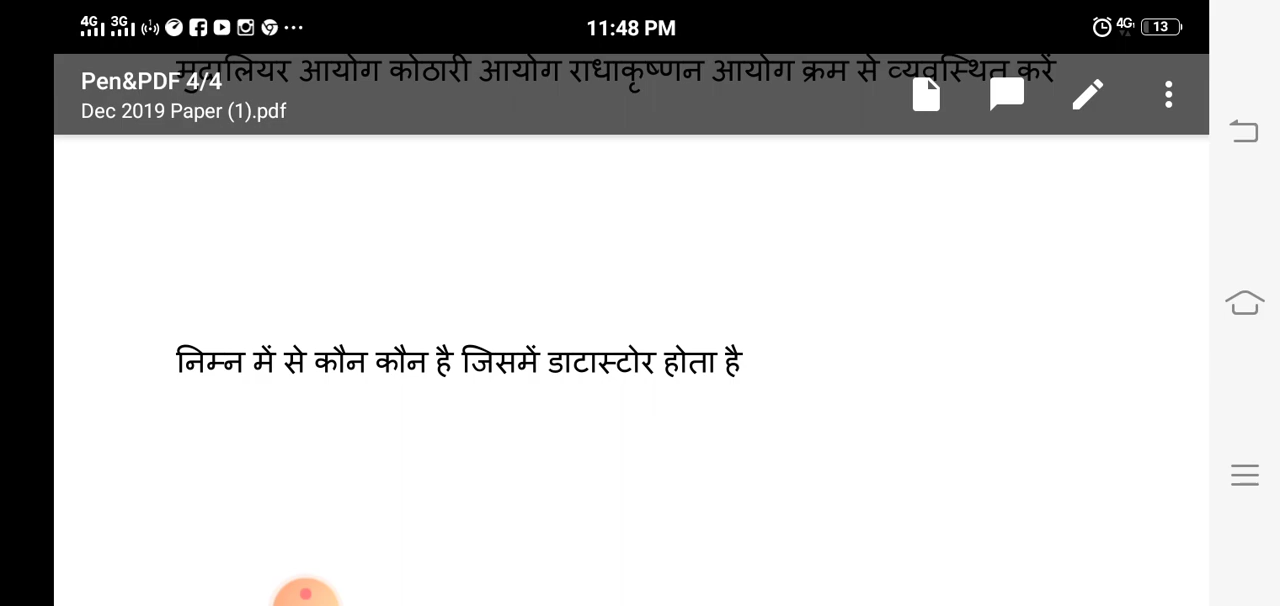 4G 3G 11:48 PM 4G 13
मुदालियर आयोग कोठारी आयोग राधाकृष्णन आयोग क्रम से व्यवस्थित करें
Pen&PDF 4/4
Dec 2019 Paper (1).pdf
निम्न में से कौन कौन है जिसमें डाटास्टोर होता है